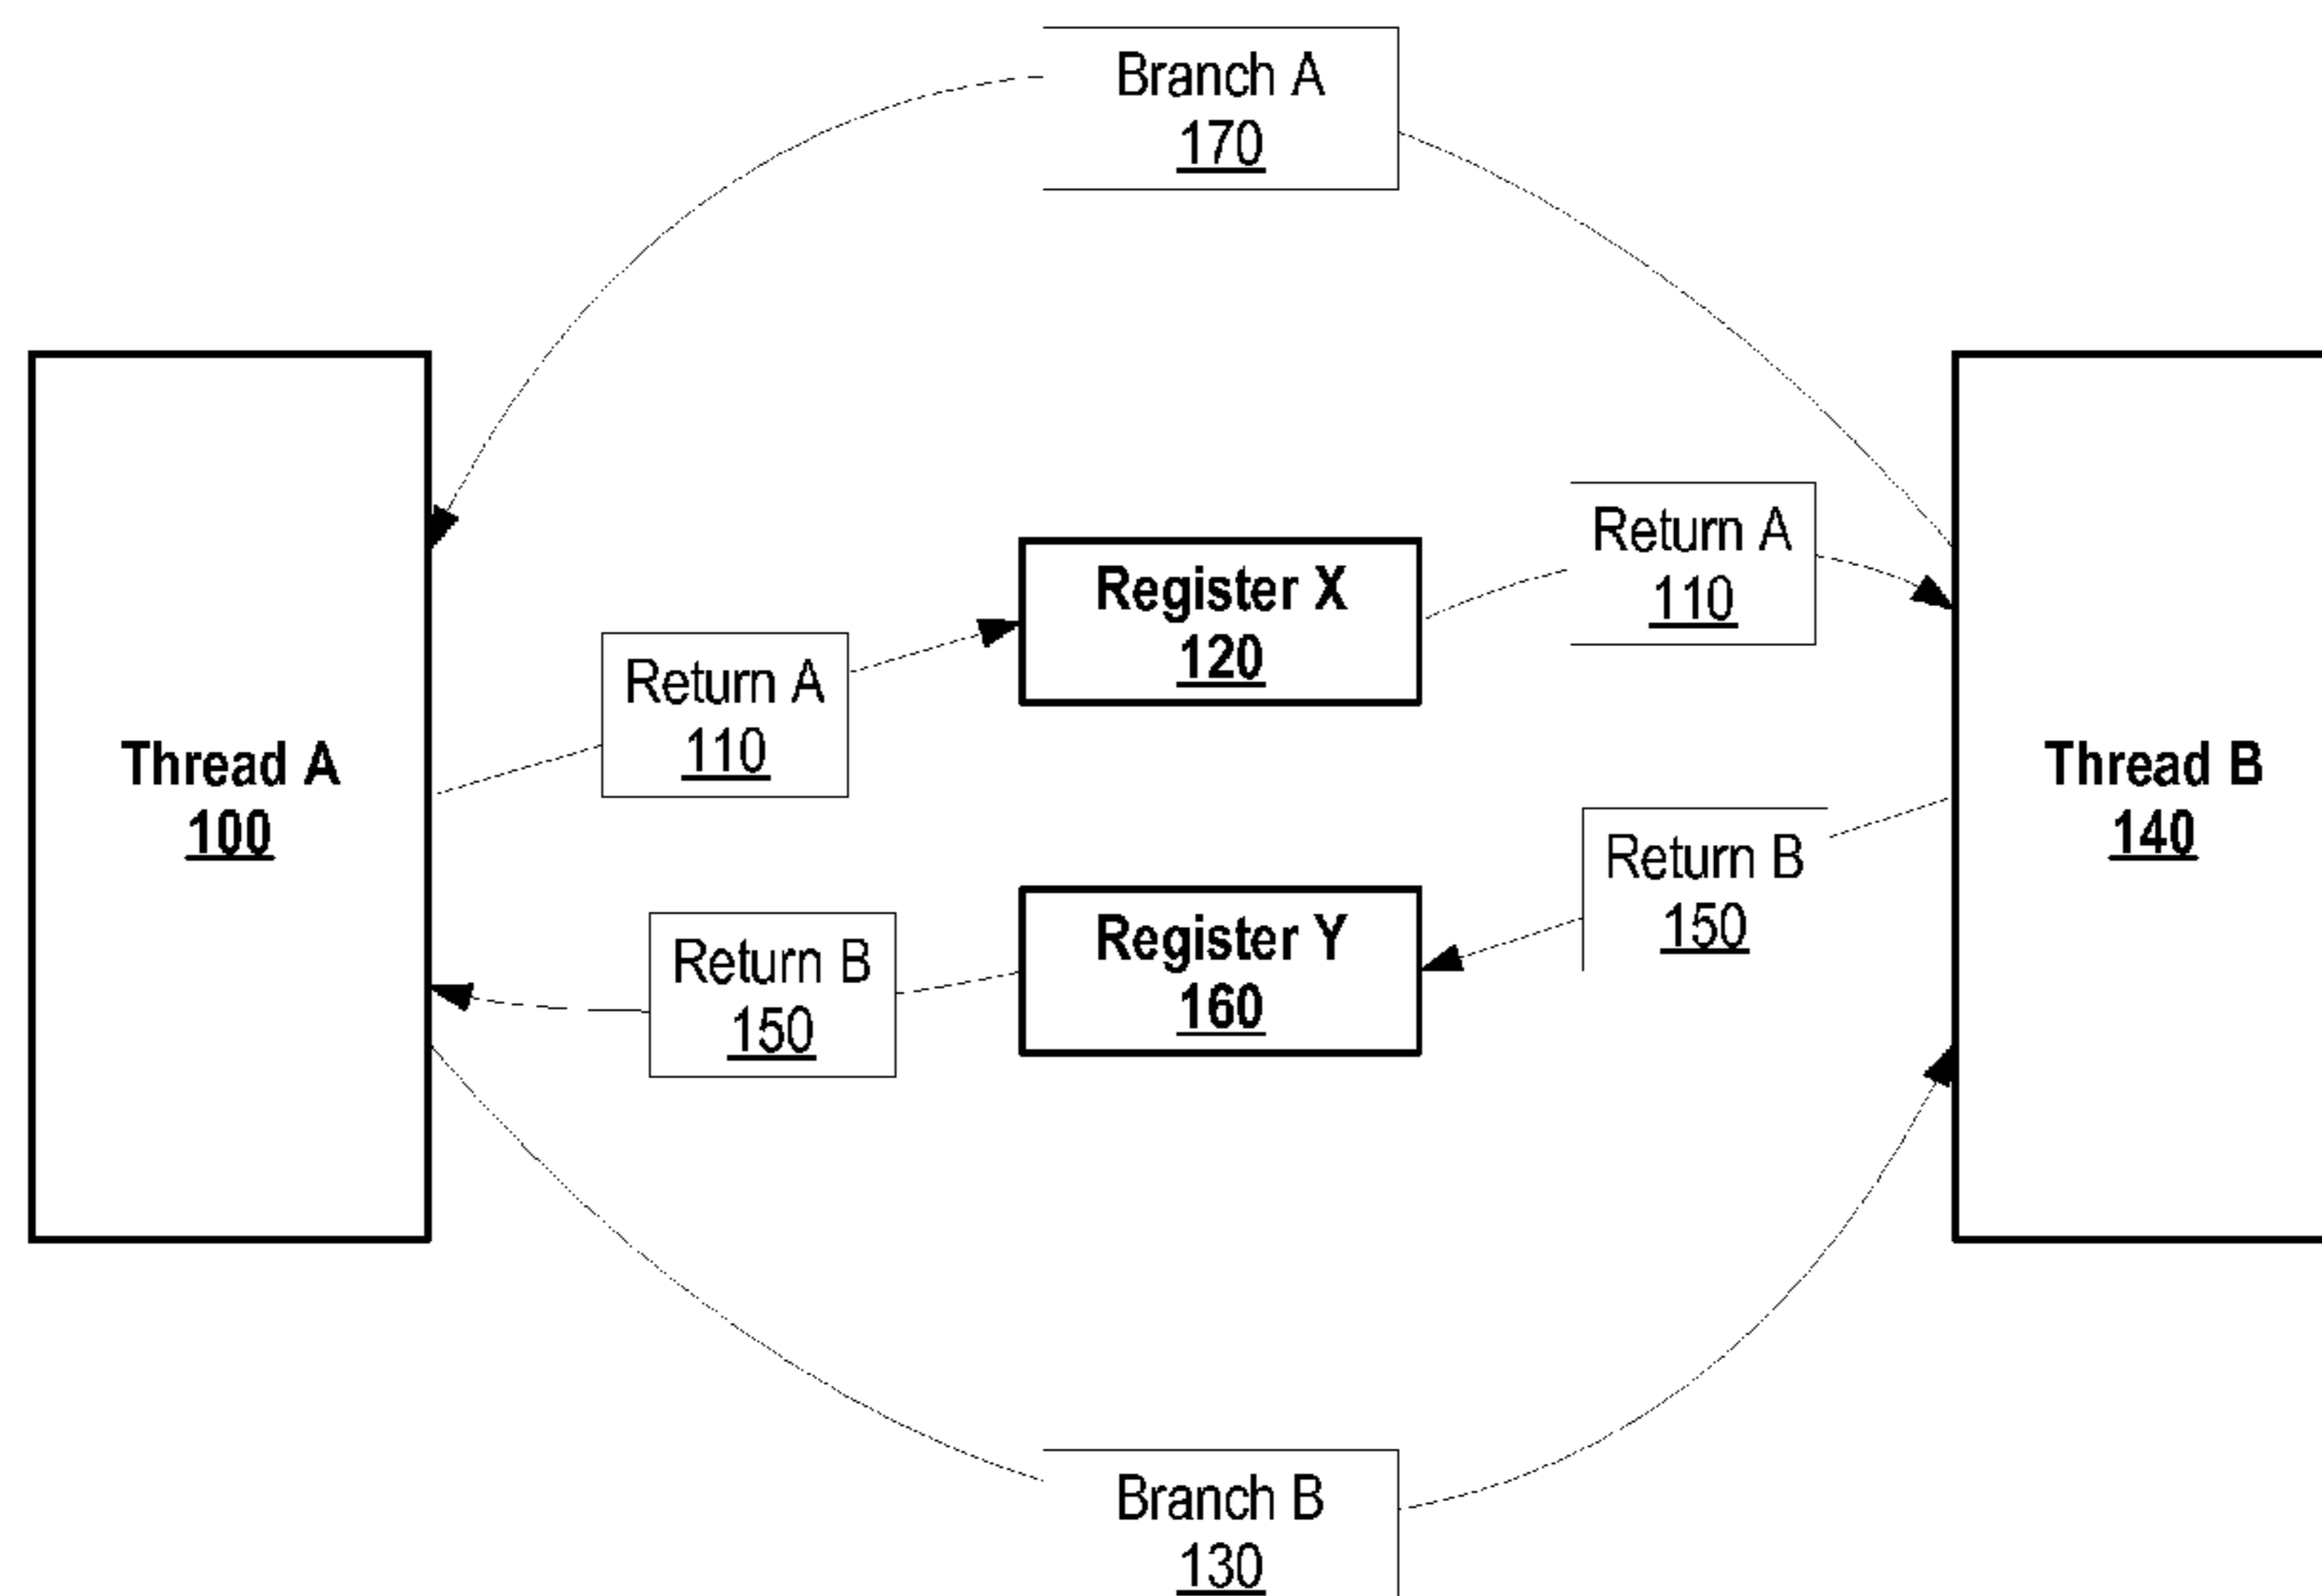 Branch A
170
Return A
110
Register X
120
Return A
110
Thread A
100
Thread B
140
Return B
150
Register Y
160
Return B
150
Branch B
130